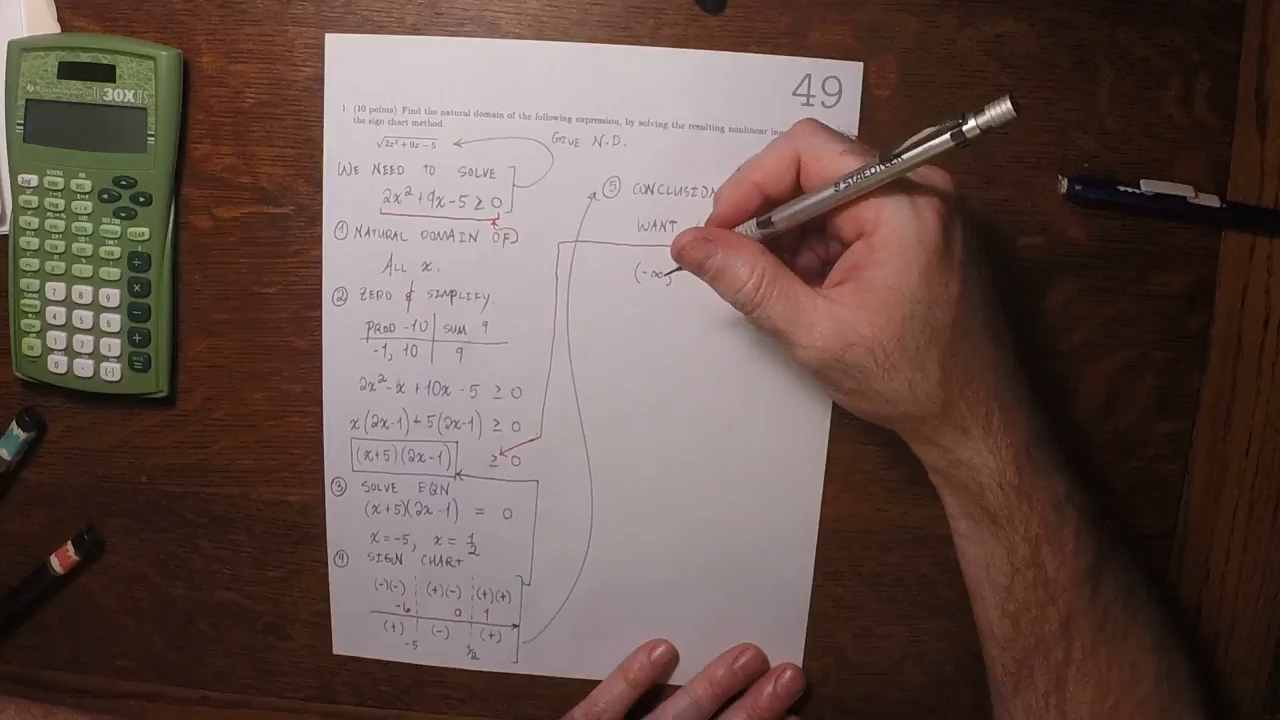 49
1. (10 points) Find the natural domain of the following expression, by solving the resulting nonlinear
the sign chart method.
√2x² + 9x − 5
GIVE N.D.
WE NEED TO SOLVE
2x² + 9x - 5 ≥ 0
① NATURAL DOMAIN OF
ALL x.
② ZERO & SIMPLIFY.
PROD -10 | SUM 9
-1, 10 | 9
2x² - x + 10x - 5 ≥ 0
x(2x-1) + 5(2x-1) ≥ 0
(x+5)(2x-1) ≥ 0
③ SOLVE EQN
(x+5)(2x-1) = 0
x = -5, x = 1/2
④ SIGN CHART
(-)(-) (+)(-) (+)(+)
-6 0 1
(+) (-) (+)
-5 1/2
⑤ CONCLUSION
WANT
(-∞,
TI-30X IIS
STAEDTLER